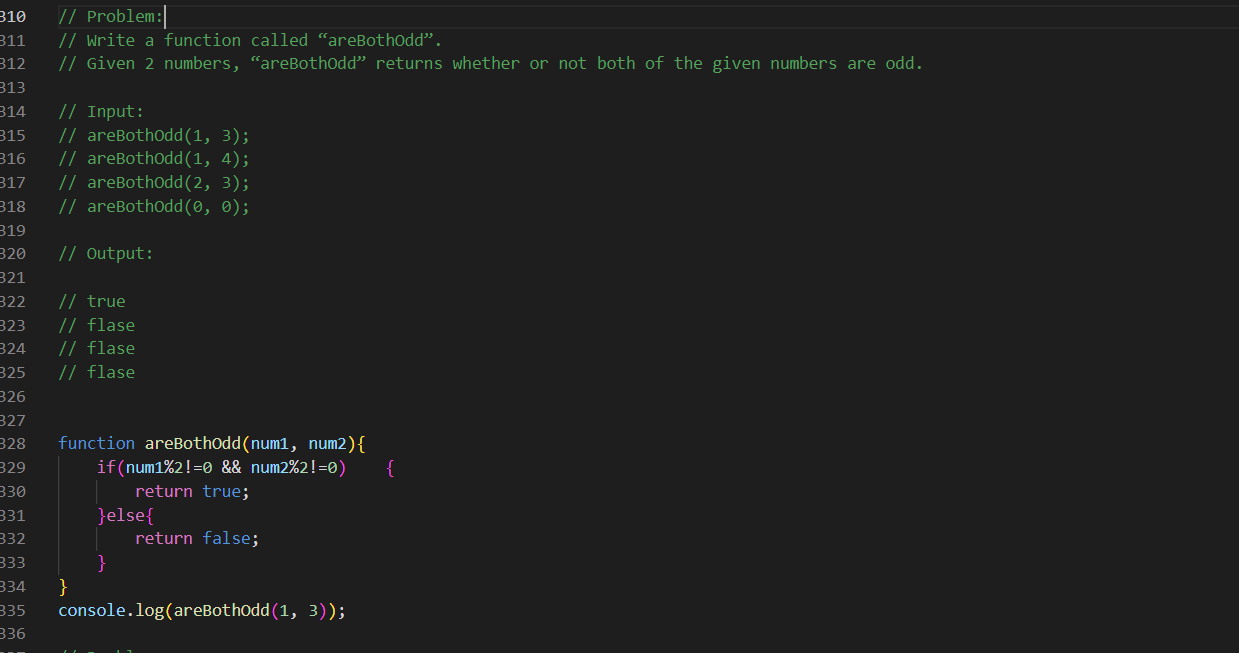 310 // Problem:
311 // Write a function called “areBothOdd”.
312 // Given 2 numbers, “areBothOdd” returns whether or not both of the given numbers are odd.
313
314 // Input:
315 // areBothOdd(1, 3);
316 // areBothOdd(1, 4);
317 // areBothOdd(2, 3);
318 // areBothOdd(0, 0);
319
320 // Output:
321
322 // true
323 // flase
324 // flase
325 // flase
326
327
328 function areBothOdd(num1, num2){
329 if(num1%2!=0 && num2%2!=0) {
330 return true;
331 }else{
332 return false;
333 }
334 }
335 console.log(areBothOdd(1, 3));
336